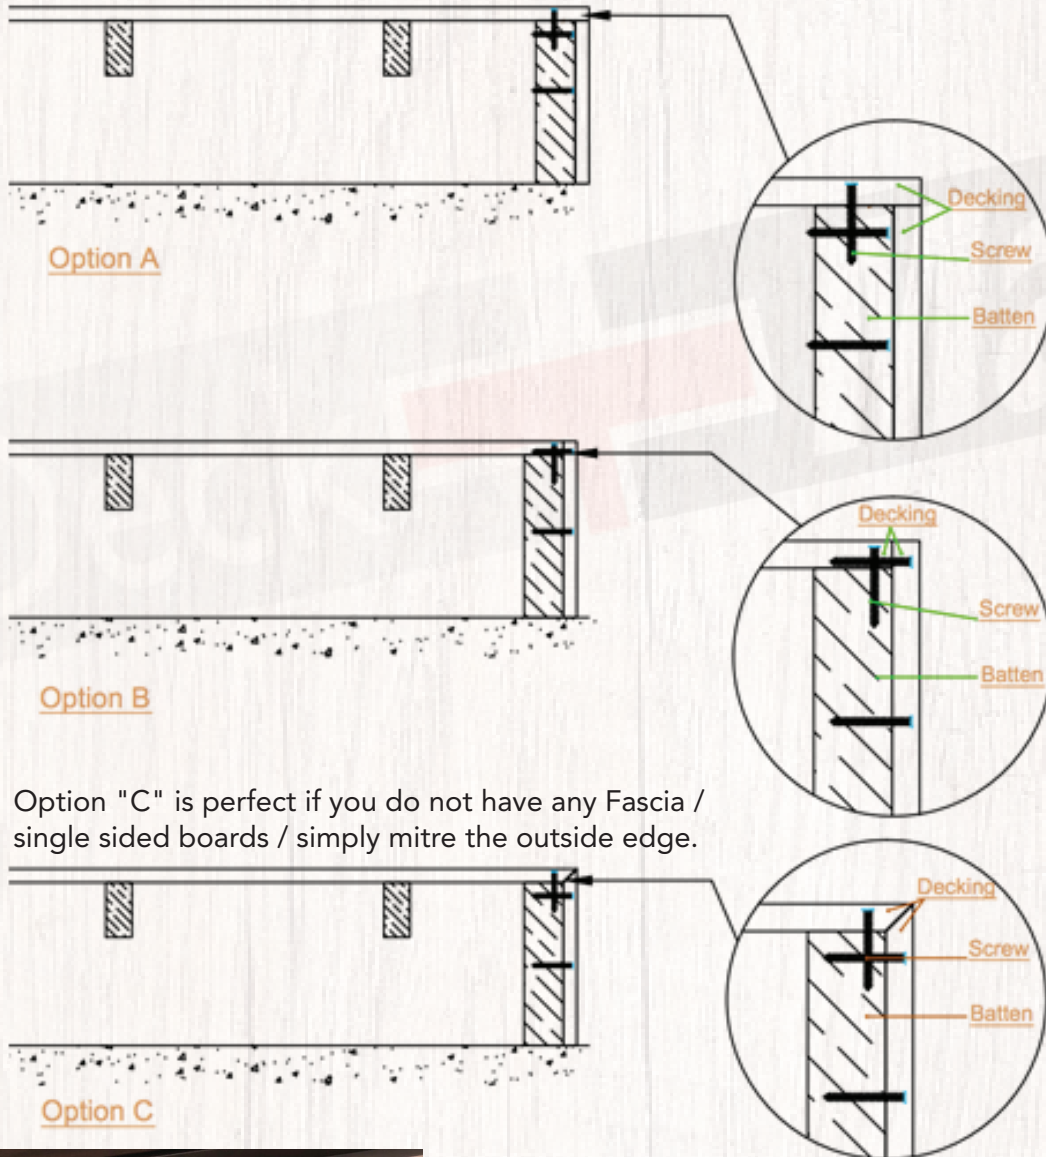 Decking
Screw
Batten
Option A
Decking
Screw
Batten
Option B
Option "C" is perfect if you do not have any Fascia /
single sided boards / simply mitre the outside edge.
Decking
Screw
Batten
Option C